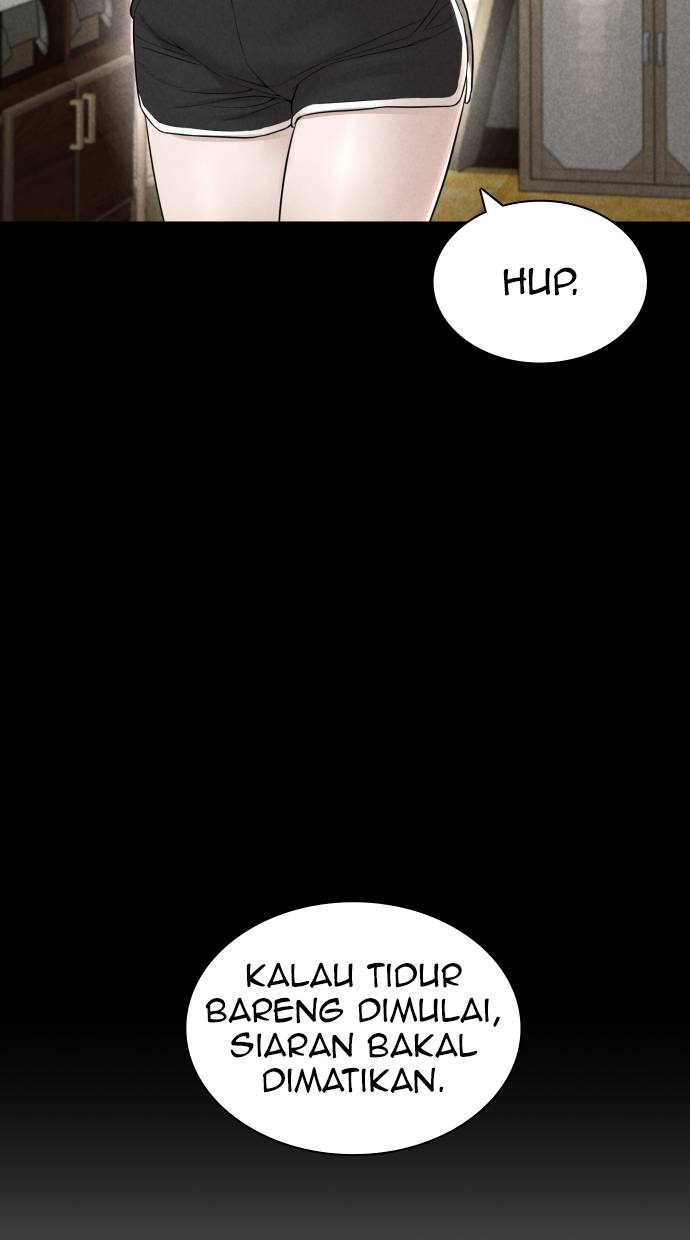 HUP.
KALAU TIDUR
BARENG DIMULAI,
SIARAN BAKAL
DIMATIKAN.